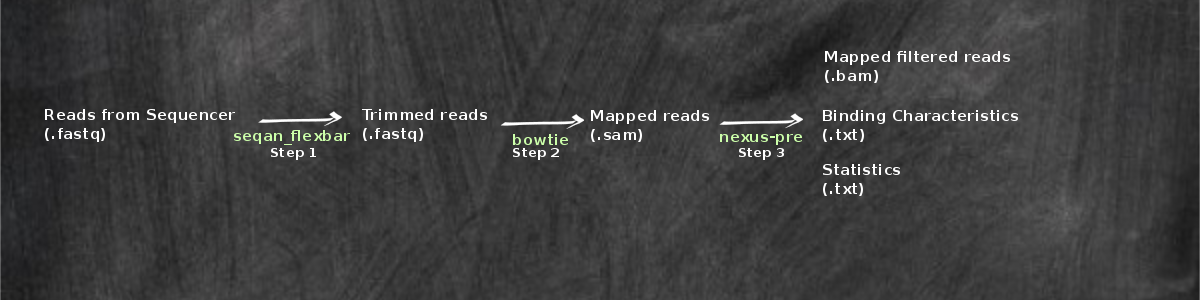 Reads from Sequencer
(.fastq)
seqan_flexbar
Step 1
Trimmed reads
(.fastq)
bowtie
Step 2
Mapped reads
(.sam)
nexus-pre
Step 3
Mapped filtered reads
(.bam)
Binding Characteristics
(.txt)
Statistics
(.txt)